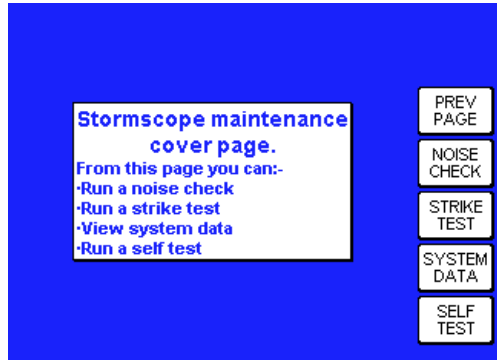 Stormscope maintenance
cover page.
From this page you can:-
·Run a noise check
·Run a strike test
·View system data
·Run a self test
PREV
PAGE
NOISE
CHECK
STRIKE
TEST
SYSTEM
DATA
SELF
TEST